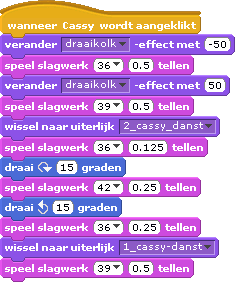 wanneer Cassy wordt aangeklikt
verander draaikolk -effect met -50
speel slagwerk 36 0.5 tellen
verander draaikolk -effect met 50
speel slagwerk 39 0.5 tellen
wissel naar uiterlijk 2_cassy_danst
speel slagwerk 36 0.125 tellen
draai 15 graden
speel slagwerk 42 0.25 tellen
draai 15 graden
speel slagwerk 36 0.25 tellen
wissel naar uiterlijk 1_cassy-danst
speel slagwerk 39 0.5 tellen